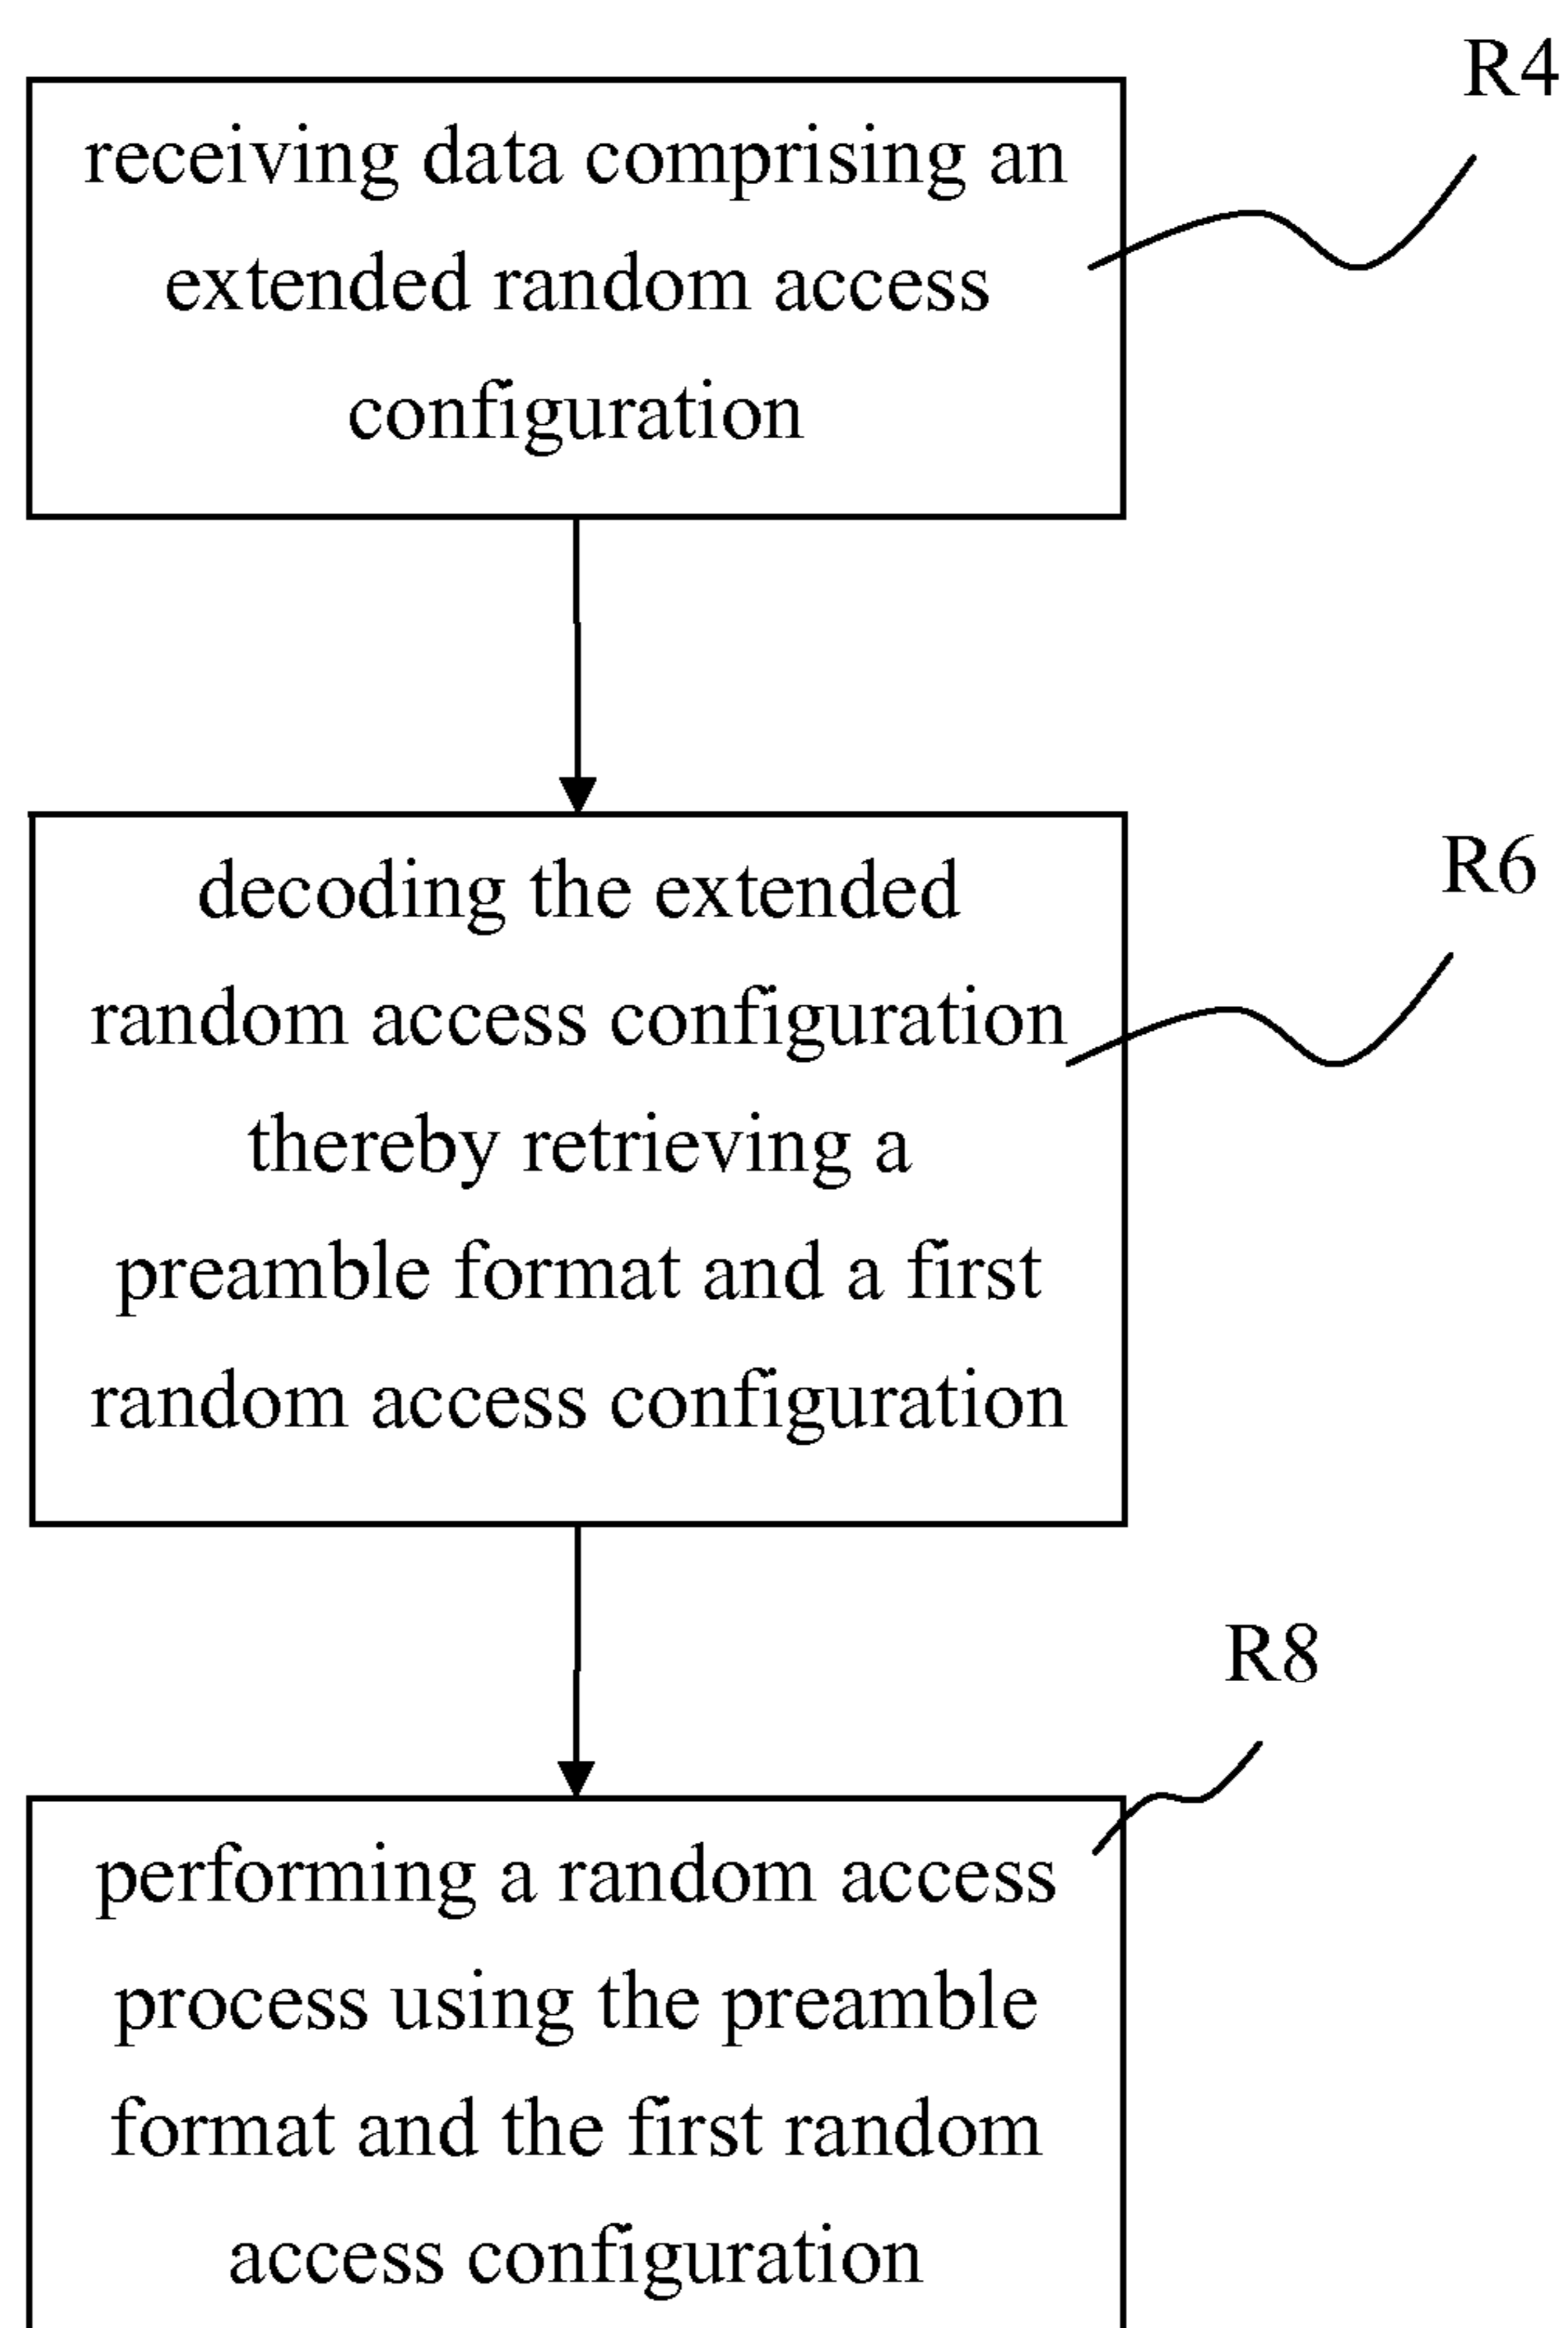 R4
receiving data comprising an
extended random access
configuration
R6
decoding the extended
random access configuration
thereby retrieving a
preamble format and a first
random access configuration
R8
performing a random access
process using the preamble
format and the first random
access configuration